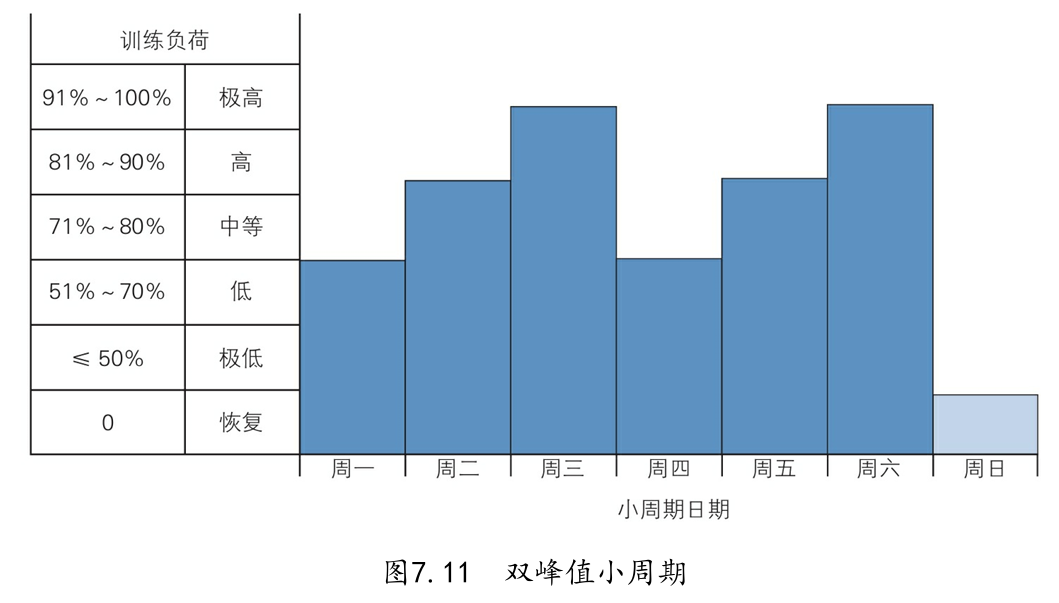 训练负荷
91%～100% 极高
81%～90% 高
71%～80% 中等
51%～70% 低
≤ 50% 极低
0 恢复
周一 周二 周三 周四 周五 周六 周日
小周期日期
图7.11 双峰值小周期